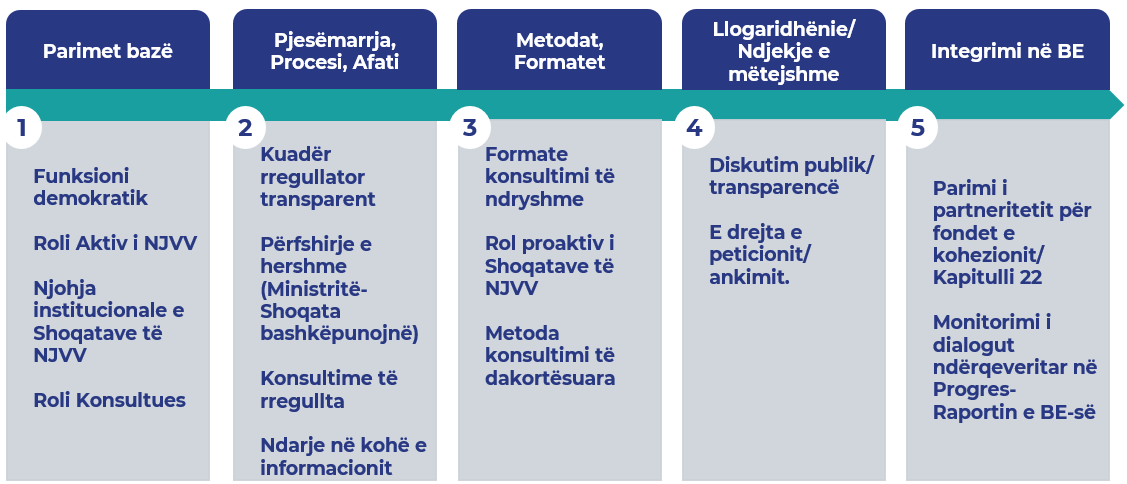 Parimet bazë
1
Funksioni
demokratik
Roli Aktiv i NJVV
Njohja
institucionale e
Shoqatave të
NJVV
Roli Konsultues
Pjesëmarrja,
Procesi, Afati
2
Kuadër
rregullator
transparent
Përfshirje e
hershme
(Ministritë-
Shoqata
bashkëpunojnë)
Konsultime të
rregullta
Ndarje në kohë e
informacionit
Metodat,
Formatet
3
Formate
konsultimi të
ndryshme
Rol proaktiv i
Shoqatave të
NJVV
Metoda
konsultimi të
dakortësuara
Llogaridhënie/
Ndjekje e
mëtejshme
4
Diskutim publik/
transparencë
E drejta e
peticionit/
ankimit.
Integrimi në BE
5
Parimi i
partneritetit për
fondet e
kohezionit/
Kapitulli 22
Monitorimi i
dialogut
ndërqeveritar në
Progres-
Raportin e BE-së